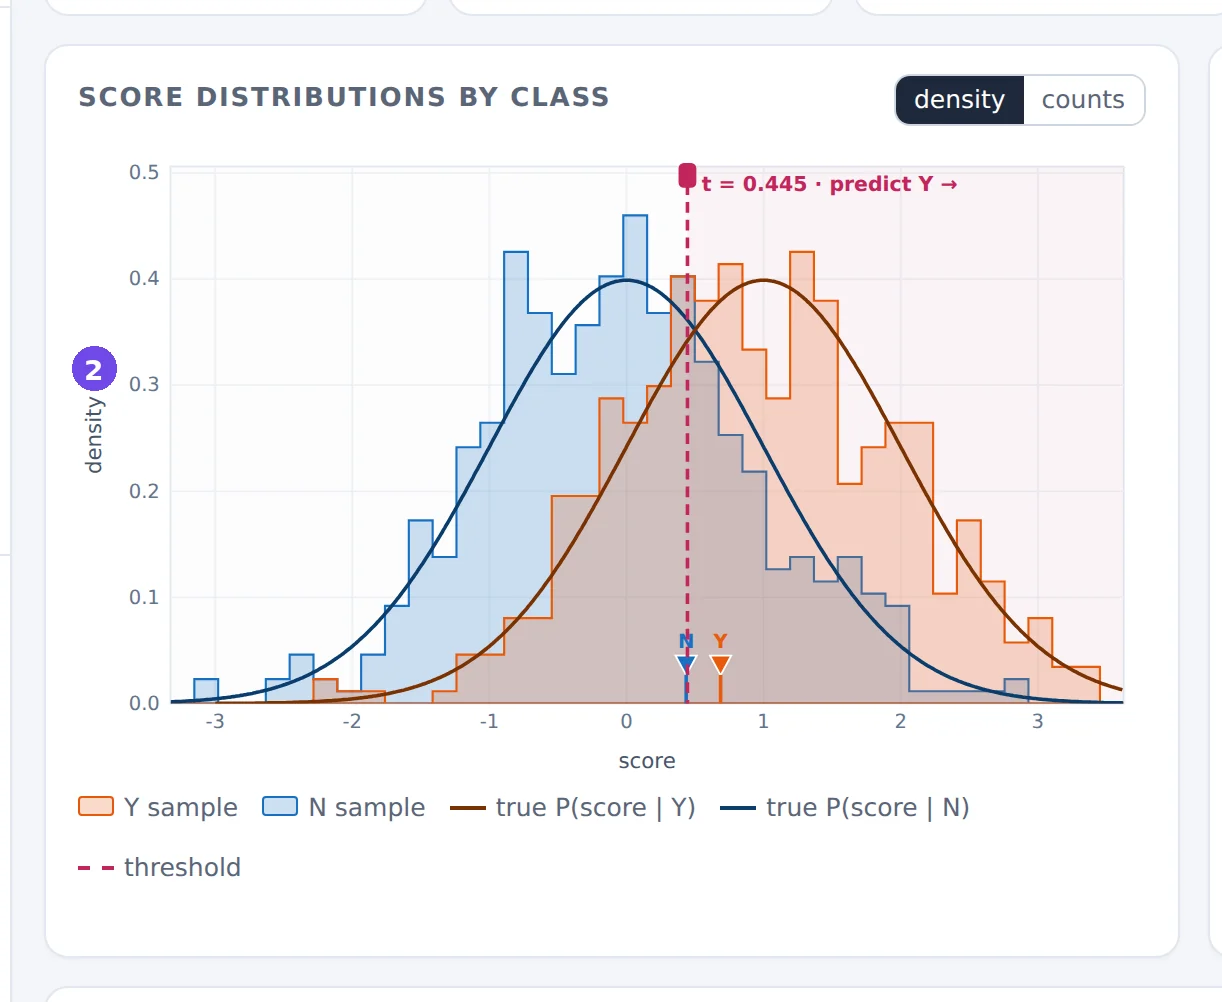 SCORE DISTRIBUTIONS BY CLASS
density counts
t = 0.445 · predict Y →
0.5
0.4
0.3
0.2
0.1
0.0
2
density
N Y
-3 -2 -1 0 1 2 3
score
Y sample N sample true P(score | Y) true P(score | N)
threshold